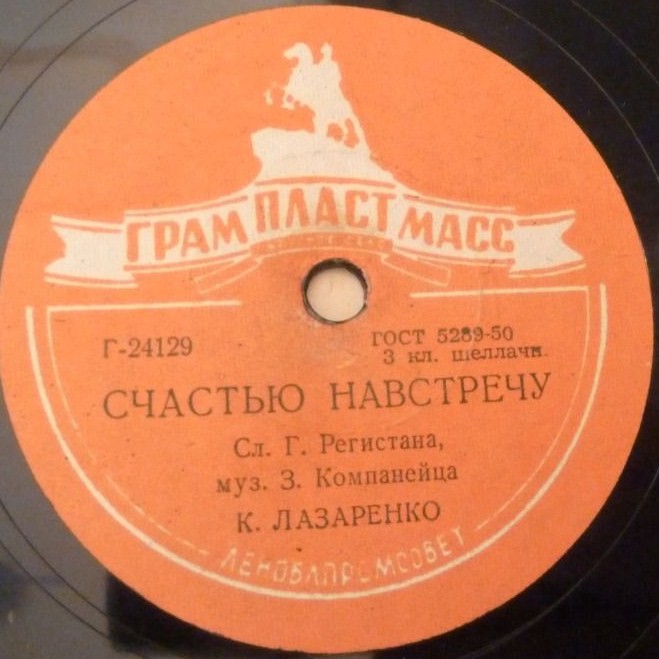 ГРАМ ПЛАСТ МАСС
Г-24129
ГОСТ 5289-50
3 кл. шеллачн.
СЧАСТЬЮ НАВСТРЕЧУ
Сл. Г. Регистана,
муз. З. Компанейца
К. ЛАЗАРЕНКО
ЛЕНОБЛПРОМСОВЕТ